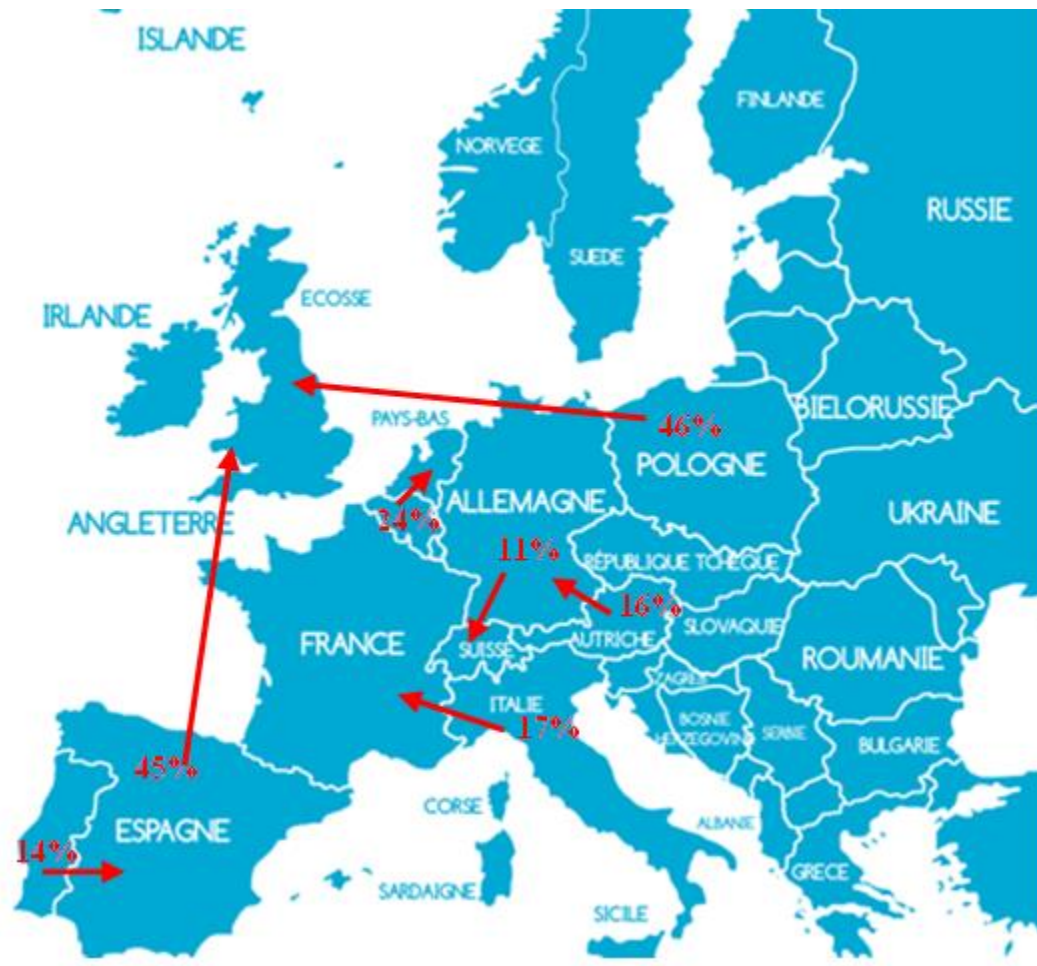 ISLANDE
FINLANDE
NORVEGE
RUSSIE
SUEDE
ECOSSE
IRLANDE
PAYS-BAS
BIELORUSSIE
46%
POLOGNE
ALLEMAGNE
UKRAINE
ANGLETERRE
24%
11%
RÉPUBLIQUE TCHEQUE
16%
SLOVAQUIE
AUTRICHE
FRANCE
SUISSE
ROUMANIE
ZAGREB
ITALIE
17%
BOSNIE
HERZEGOVINE
SERBIE
BULGARIE
45%
CORSE
ESPAGNE
ALBANIE
14%
GRECE
SARDAIGNE
SICILE